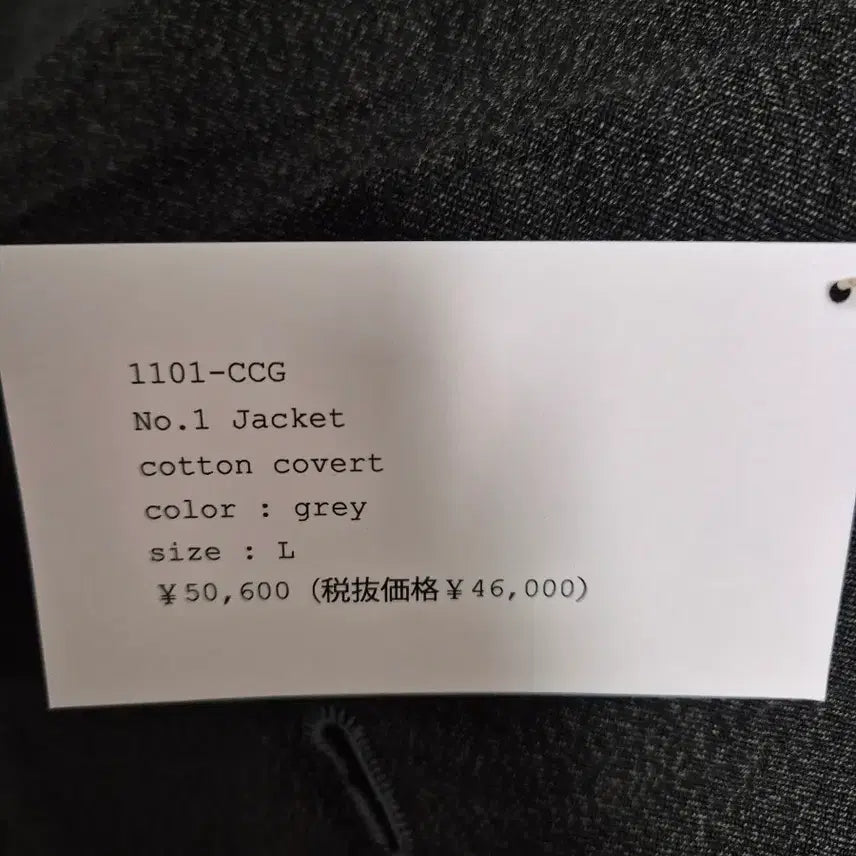 1101-CCG
No.1 Jacket
cotton covert
color : grey
size : L
¥50,600 (税抜価格¥46,000)